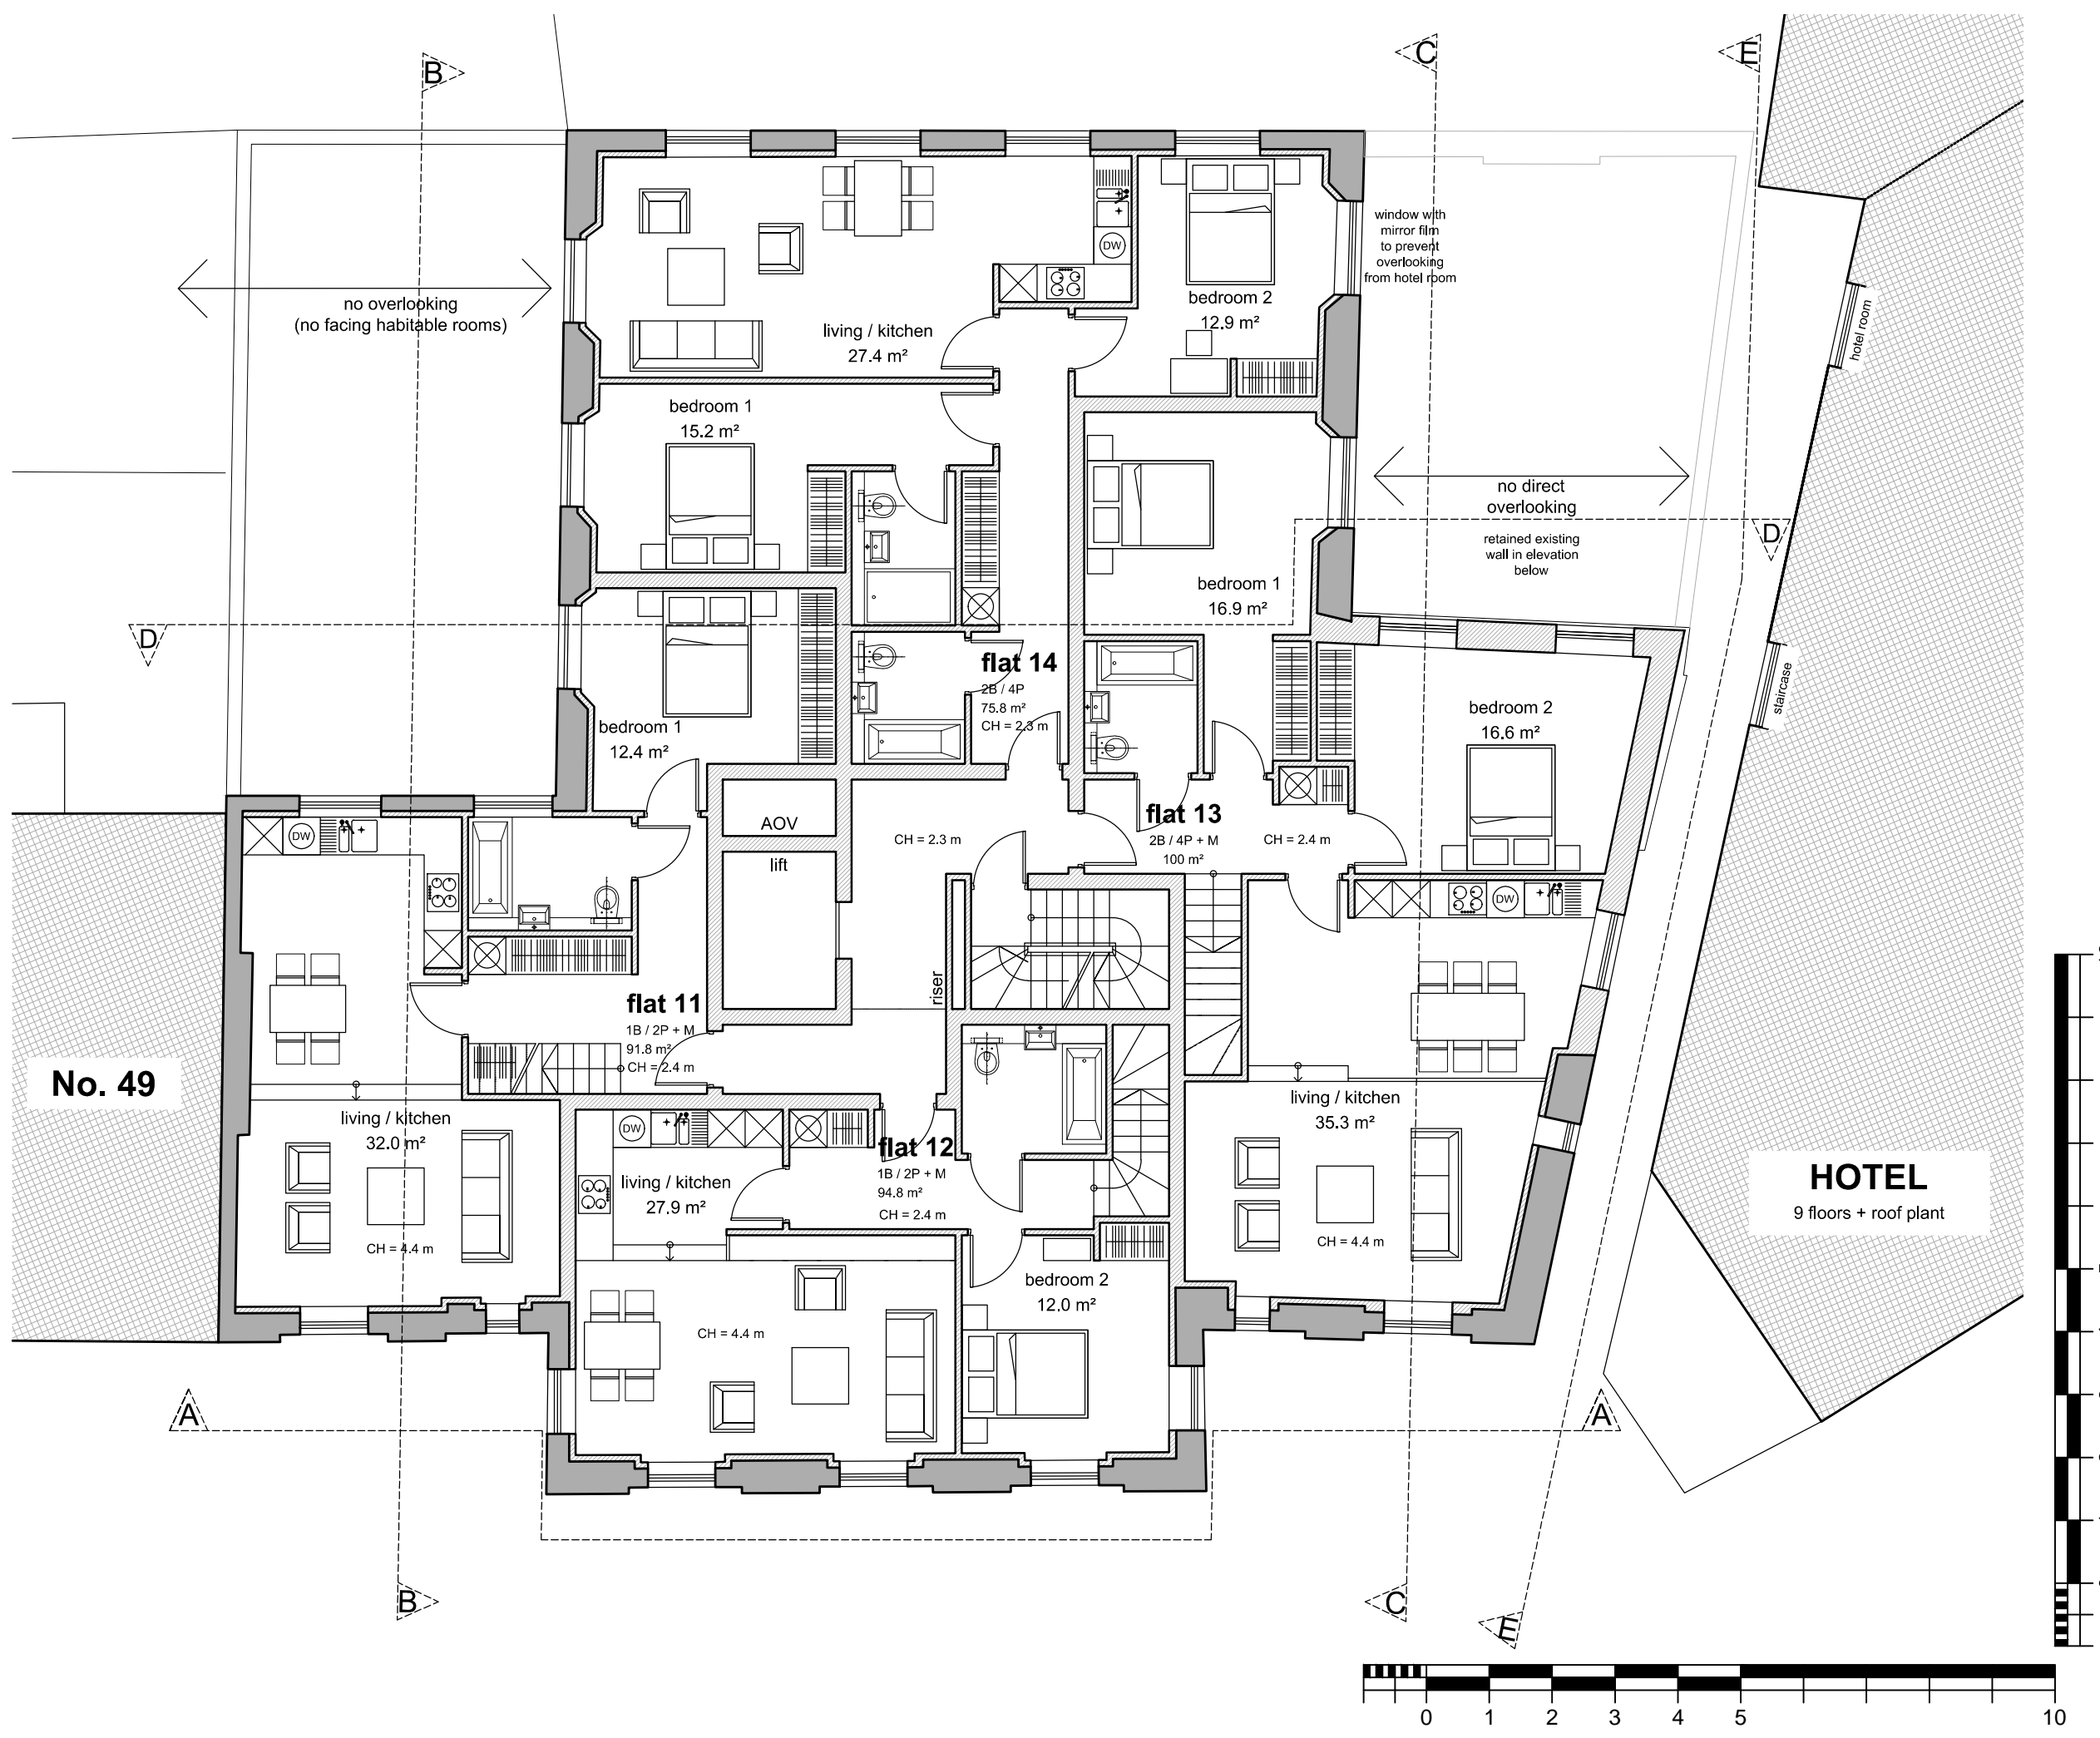 B
C
E
window with
mirror film
to prevent
overlooking
from hotel room
no overlooking
(no facing habitable rooms)
living / kitchen
27.4 m²
DW
bedroom 2
12.9 m²
hotel room
bedroom 1
15.2 m²
no direct
overlooking
retained existing
wall in elevation
below
D
bedroom 1
16.9 m²
D
flat 14
2B / 4P
75.8 m²
CH = 2.3 m
bedroom 1
12.4 m²
bedroom 2
16.6 m²
staircase
AOV
lift
CH = 2.3 m
flat 13
2B / 4P + M
100 m²
CH = 2.4 m
DW
DW
riser
flat 11
1B / 2P + M
91.8 m²
CH = 2.4 m
No. 49
living / kitchen
32.0 m²
CH = 4.4 m
DW
flat 12
1B / 2P + M
94.8 m²
CH = 2.4 m
living / kitchen
27.9 m²
CH = 4.4 m
living / kitchen
35.3 m²
CH = 4.4 m
HOTEL
9 floors + roof plant
bedroom 2
12.0 m²
A
A
B
C
E
0 1 2 3 4 5 10